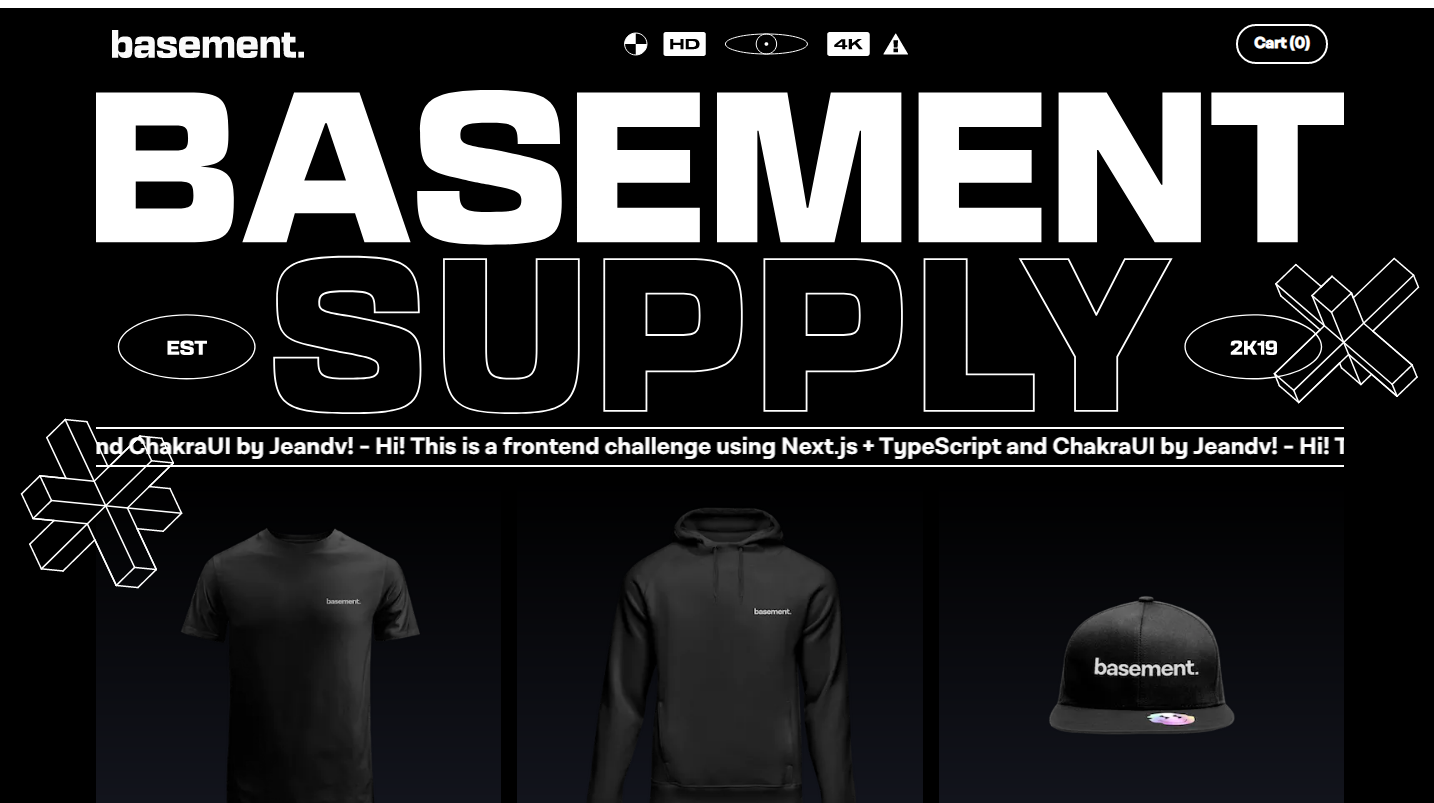 basement.
HD
4K
Cart (0)
BASEMENT
EST
SUPPLY
2K19
nd ChakraUI by Jeandv! - Hi! This is a frontend challenge using Next.js + TypeScript and ChakraUI by Jeandv! - Hi! T
basement.
basement.
basement.